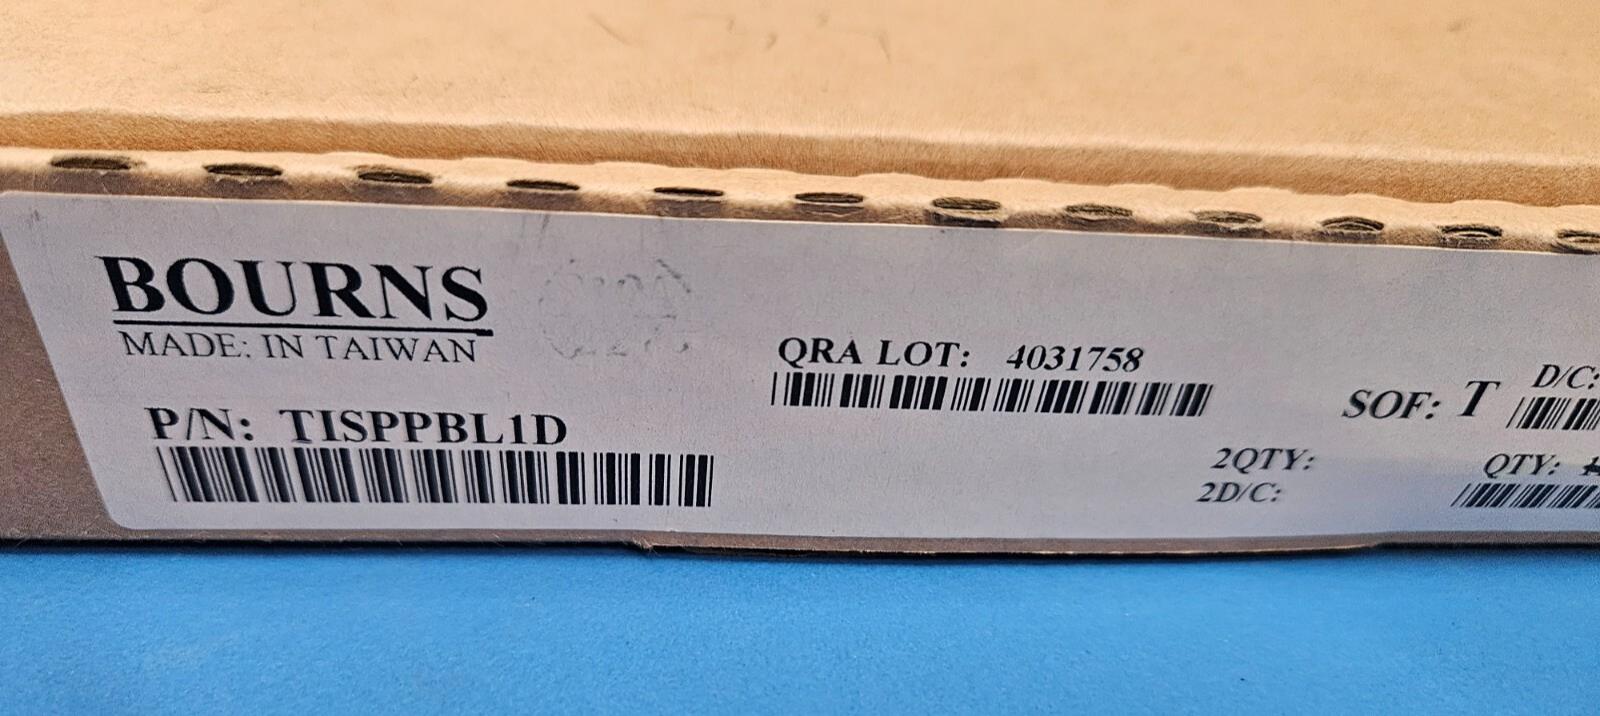 BOURNS
MADE: IN TAIWAN
P/N: TISPPBL1D
QRA LOT: 4031758
SOF: T
D/C:
2QTY:
2D/C:
QTY: